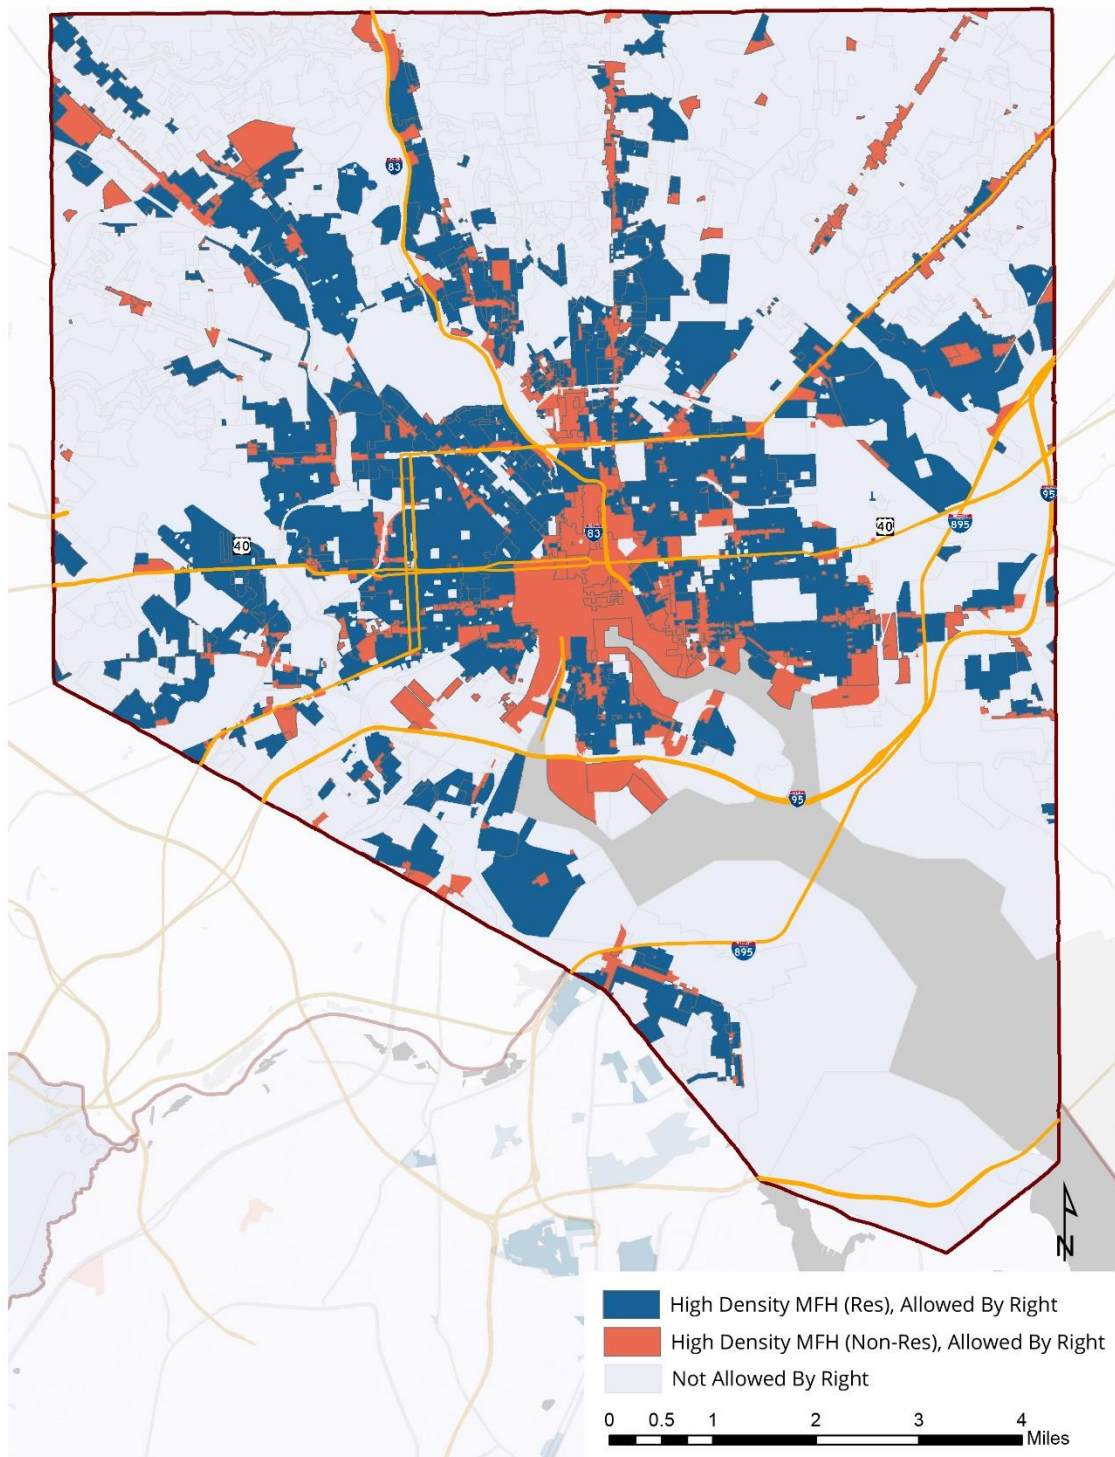 83
40
83
40
895
95
95
895
N
High Density MFH (Res), Allowed By Right
High Density MFH (Non-Res), Allowed By Right
Not Allowed By Right
0 0.5 1 2 3 4
Miles